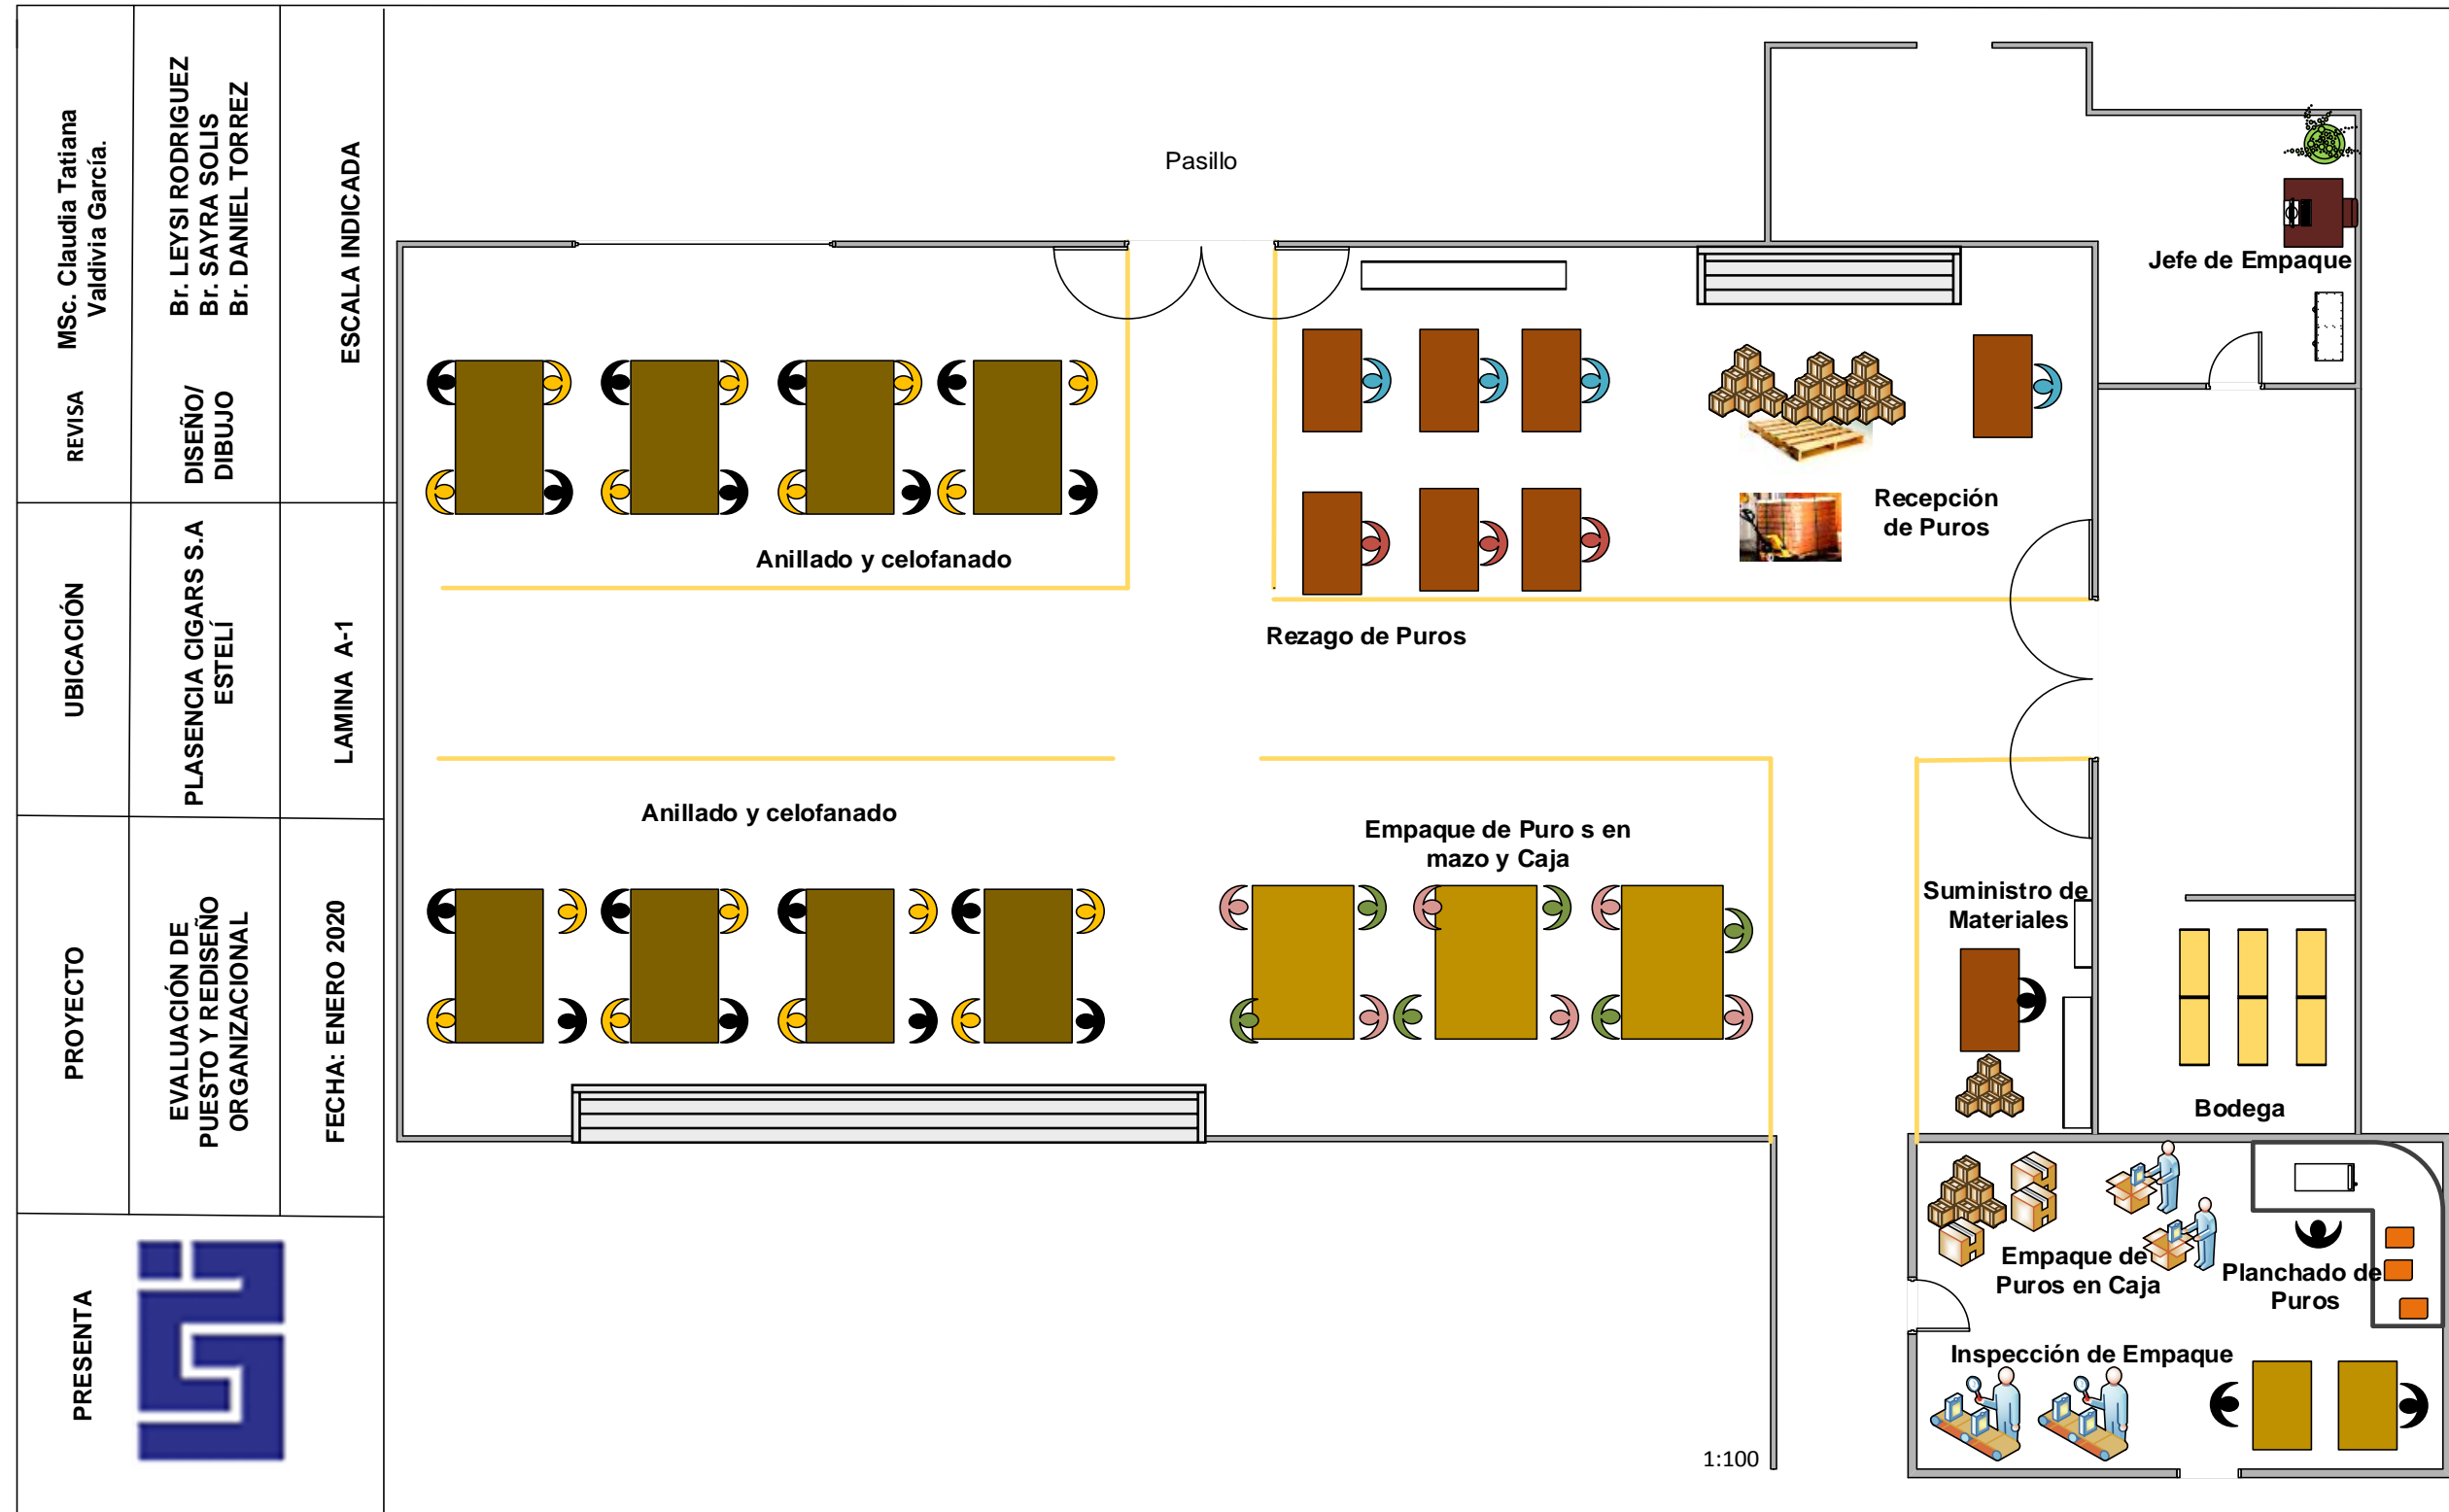 MSc. Claudia Tatiana
Valdivia García.
REVISA
Br. LEYSI RODRIGUEZ
Br. SAYRA SOLIS
Br. DANIEL TORREZ
DISEÑO/
DIBUJO
ESCALA INDICADA
UBICACIÓN
PLASENCIA CIGARS S.A
ESTELÍ
LAMINA A-1
PROYECTO
EVALUACIÓN DE
PUESTO Y REDISEÑO
ORGANIZACIONAL
FECHA: ENERO 2020
PRESENTA
Pasillo
Jefe de Empaque
Recepción
de Puros
Anillado y celofanado
Rezago de Puros
Anillado y celofanado
Empaque de Puro s en
mazo y Caja
Suministro de
Materiales
Bodega
Empaque de
Puros en Caja
Planchado de
Puros
Inspección de Empaque
1:100